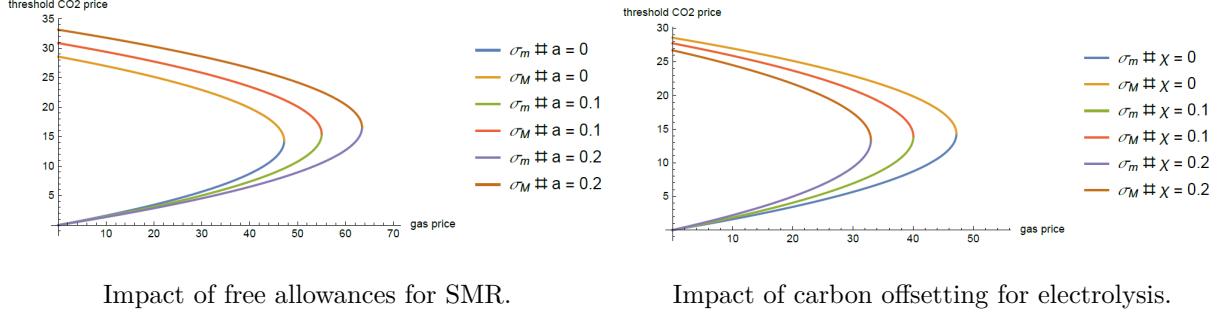 threshold CO2 price
35
30
25
20
15
10
5
10 20 30 40 50 60 70
gas price
σm ⌗ a = 0
σM ⌗ a = 0
σm ⌗ a = 0.1
σM ⌗ a = 0.1
σm ⌗ a = 0.2
σM ⌗ a = 0.2
Impact of free allowances for SMR.
threshold CO2 price
30
25
20
15
10
5
10 20 30 40 50
gas price
σm ⌗ χ = 0
σM ⌗ χ = 0
σm ⌗ χ = 0.1
σM ⌗ χ = 0.1
σm ⌗ χ = 0.2
σM ⌗ χ = 0.2
Impact of carbon offsetting for electrolysis.